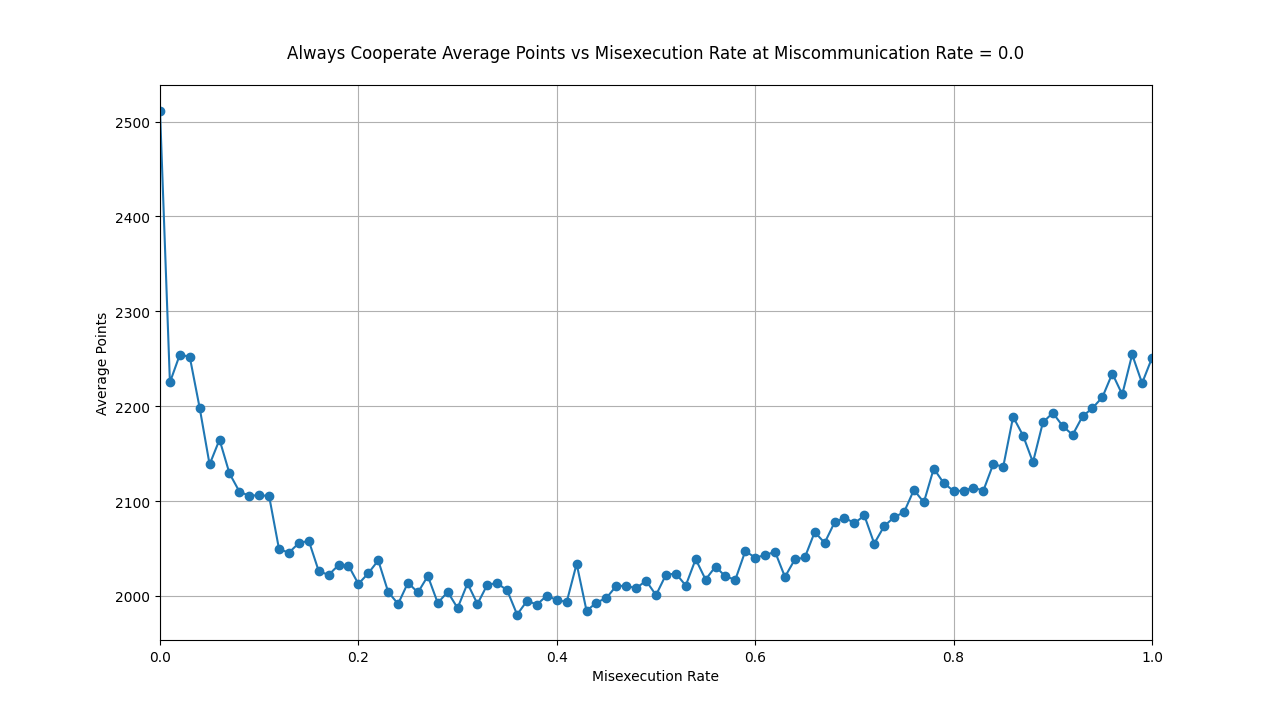 Always Cooperate Average Points vs Misexecution Rate at Miscommunication Rate = 0.0
2500
2400
2300
2200
2100
2000
Average Points
0.0 0.2 0.4 0.6 0.8 1.0
Misexecution Rate